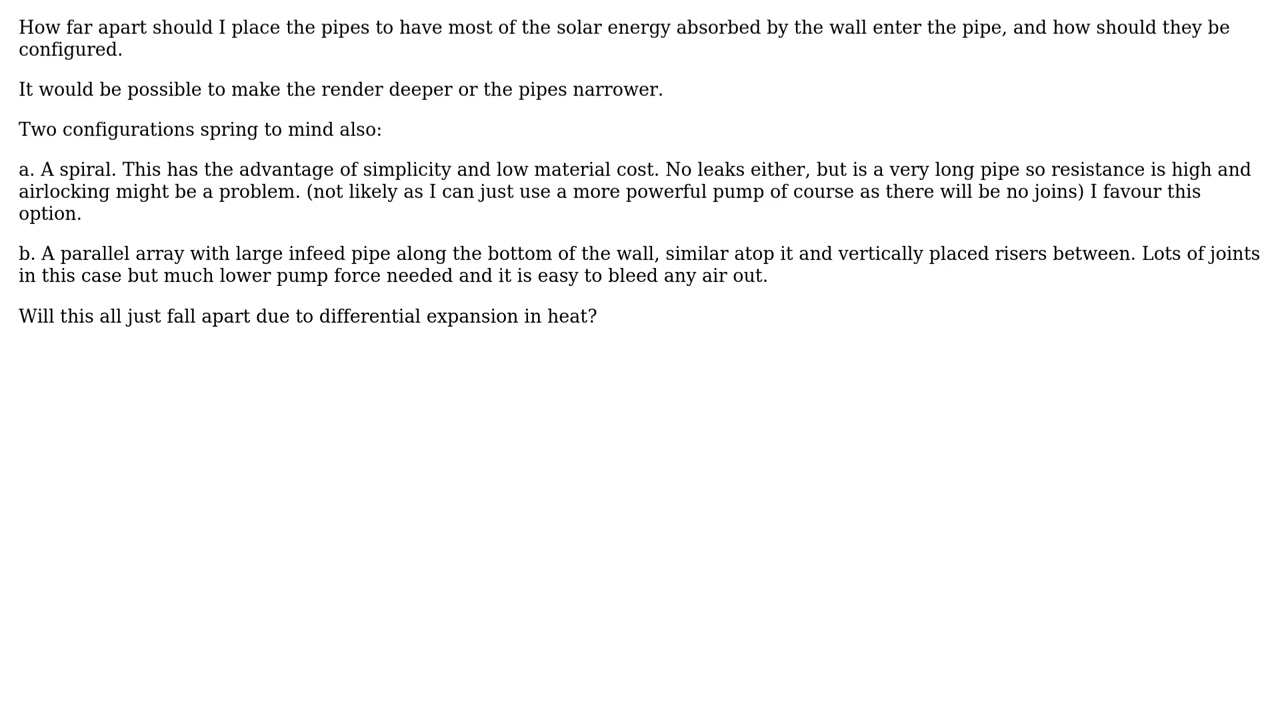 How far apart should I place the pipes to have most of the solar energy absorbed by the wall enter the pipe, and how should they be
configured.
It would be possible to make the render deeper or the pipes narrower.
Two configurations spring to mind also:
a. A spiral. This has the advantage of simplicity and low material cost. No leaks either, but is a very long pipe so resistance is high and
airlocking might be a problem. (not likely as I can just use a more powerful pump of course as there will be no joins) I favour this
option.
b. A parallel array with large infeed pipe along the bottom of the wall, similar atop it and vertically placed risers between. Lots of joints
in this case but much lower pump force needed and it is easy to bleed any air out.
Will this all just fall apart due to differential expansion in heat?